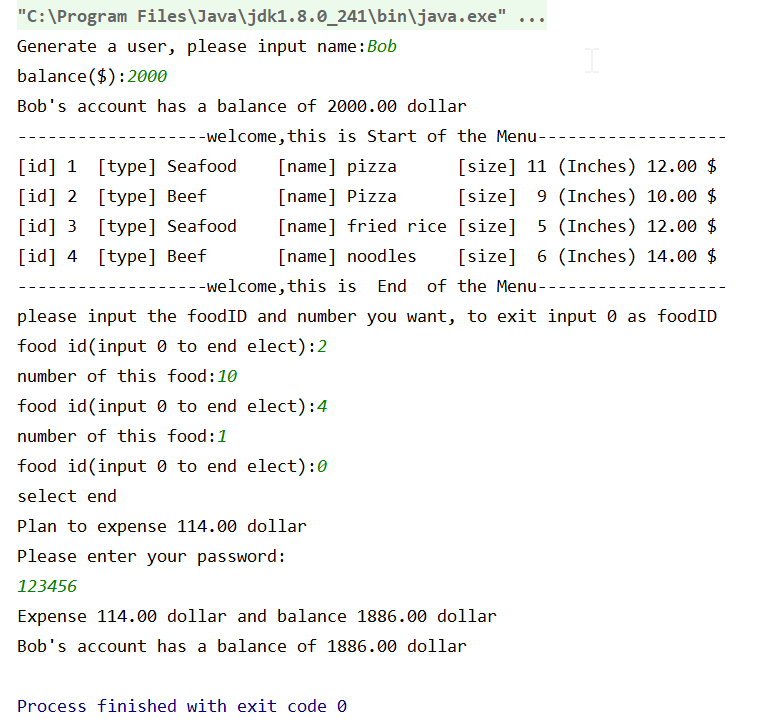 "C:\Program Files\Java\jdk1.8.0_241\bin\java.exe" ...
Generate a user, please input name:Bob
balance($):2000
Bob's account has a balance of 2000.00 dollar
-------------------welcome,this is Start of the Menu-------------------
[id] 1  [type] Seafood    [name] pizza      [size] 11 (Inches) 12.00 $
[id] 2  [type] Beef       [name] Pizza      [size]  9 (Inches) 10.00 $
[id] 3  [type] Seafood    [name] fried rice [size]  5 (Inches) 12.00 $
[id] 4  [type] Beef       [name] noodles    [size]  6 (Inches) 14.00 $
-------------------welcome,this is  End  of the Menu-------------------
please input the foodID and number you want, to exit input 0 as foodID
food id(input 0 to end elect):2
number of this food:10
food id(input 0 to end elect):4
number of this food:1
food id(input 0 to end elect):0
select end
Plan to expense 114.00 dollar
Please enter your password:
123456
Expense 114.00 dollar and balance 1886.00 dollar
Bob's account has a balance of 1886.00 dollar
Process finished with exit code 0